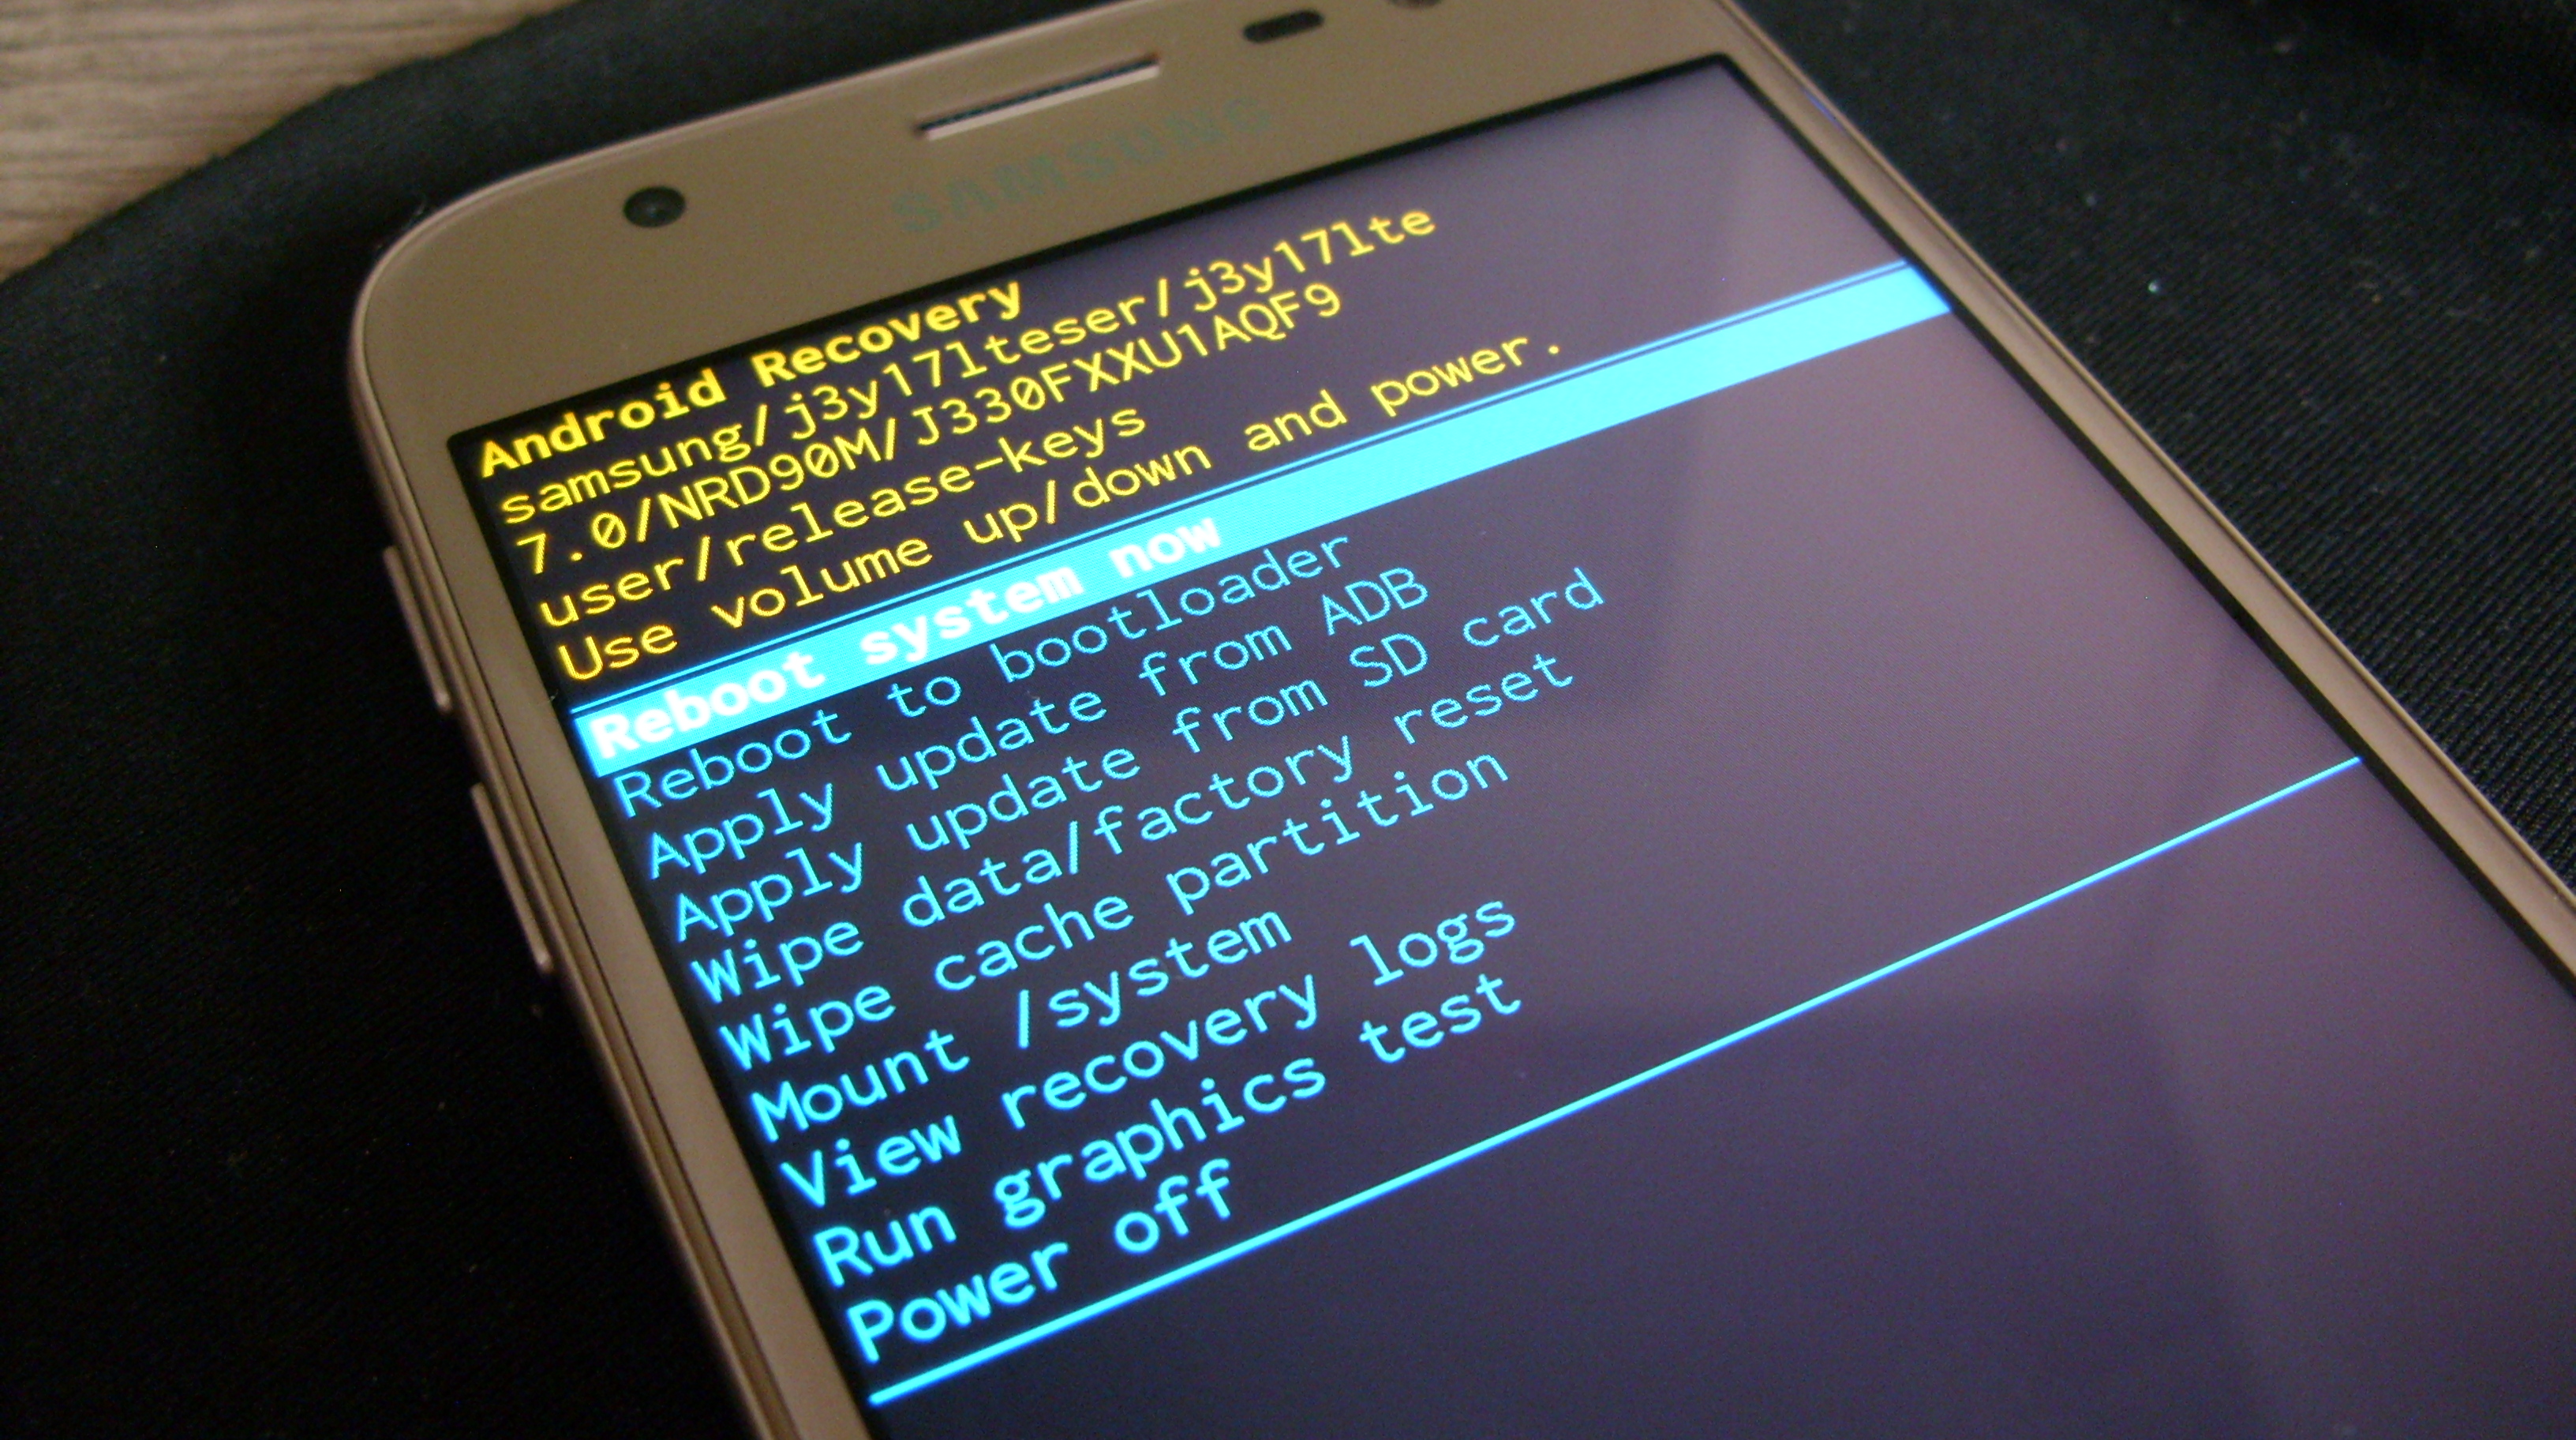 SAMSUNG
Android Recovery
samsung/j3y17lteser/j3y17lte
7.0/NRD90M/J330FXXU1AQF9
user/release-keys
Use volume up/down and power.
Reboot system now
Reboot to bootloader
Apply update from ADB
Apply update from SD card
Wipe data/factory reset
Wipe cache partition
Mount /system
View recovery logs
Run graphics test
Power off